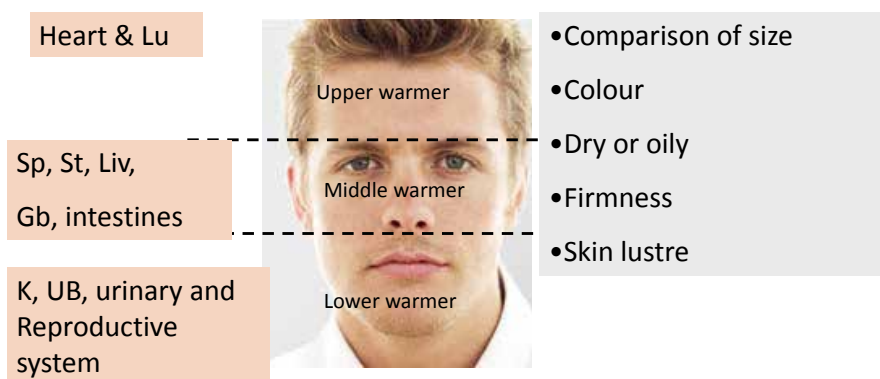 Heart & Lu
Sp, St, Liv,
Gb, intestines
K, UB, urinary and
Reproductive
system
Upper warmer
Middle warmer
Lower warmer
•Comparison of size
•Colour
•Dry or oily
•Firmness
•Skin lustre